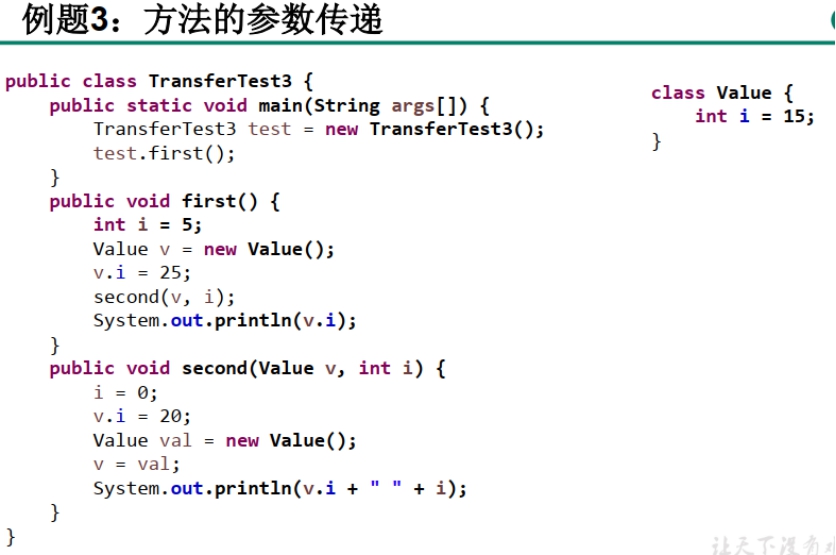 例题3：方法的参数传递
public class TransferTest3 {
    public static void main(String args[]) {
        TransferTest3 test = new TransferTest3();
        test.first();
    }
    public void first() {
        int i = 5;
        Value v = new Value();
        v.i = 25;
        second(v, i);
        System.out.println(v.i);
    }
    public void second(Value v, int i) {
        i = 0;
        v.i = 20;
        Value val = new Value();
        v = val;
        System.out.println(v.i + " " + i);
    }
}
class Value {
    int i = 15;
}
让天下没有